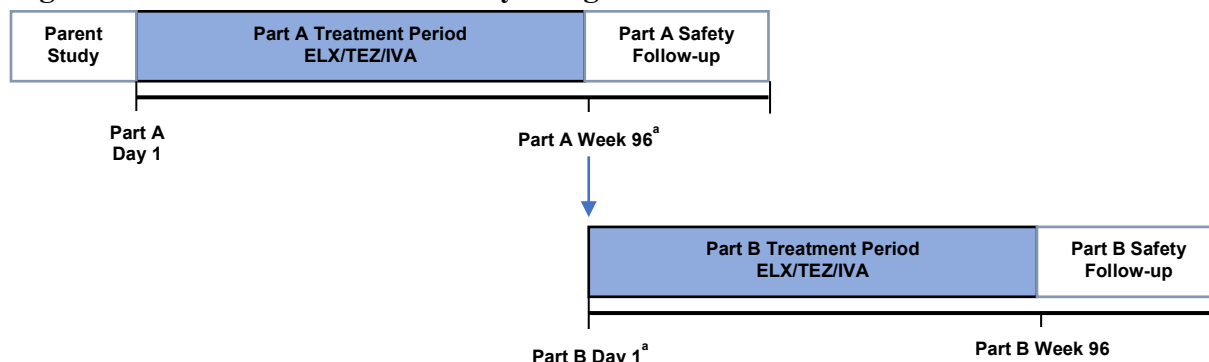 Parent
Study
Part A Treatment Period
ELX/TEZ/IVA
Part A Safety
Follow-up
Part A
Day 1
Part A Week 96ᵃ
Part B Treatment Period
ELX/TEZ/IVA
Part B Safety
Follow-up
Part B Day 1ᵃ
Part B Week 96